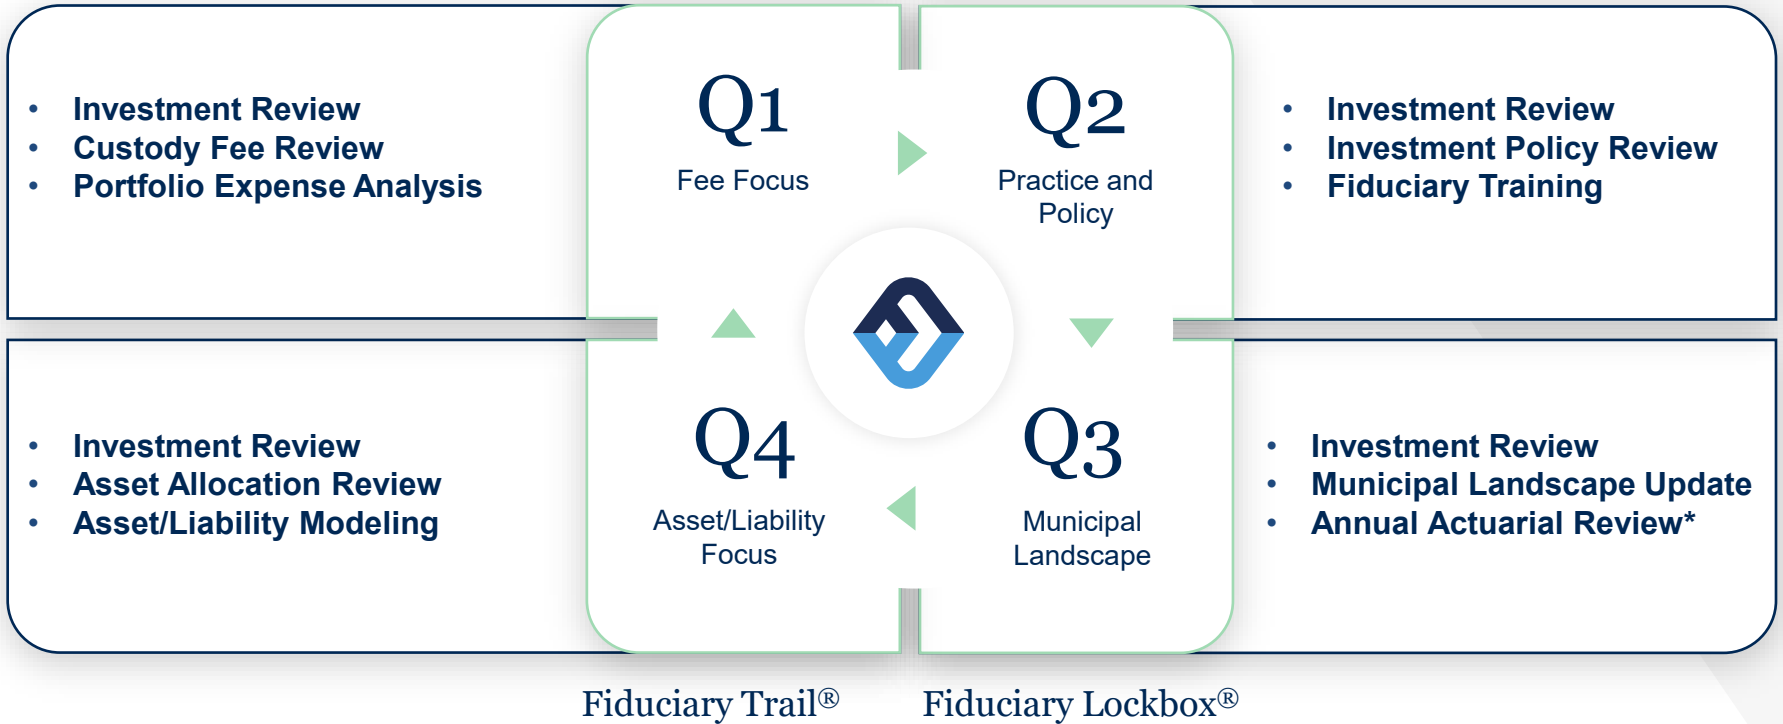 • Investment Review
• Custody Fee Review
• Portfolio Expense Analysis
Q1
Fee Focus
Q2
Practice and
Policy
• Investment Review
• Investment Policy Review
• Fiduciary Training
• Investment Review
• Asset Allocation Review
• Asset/Liability Modeling
Q4
Asset/Liability
Focus
Q3
Municipal
Landscape
• Investment Review
• Municipal Landscape Update
• Annual Actuarial Review*
Fiduciary Trail®
Fiduciary Lockbox®